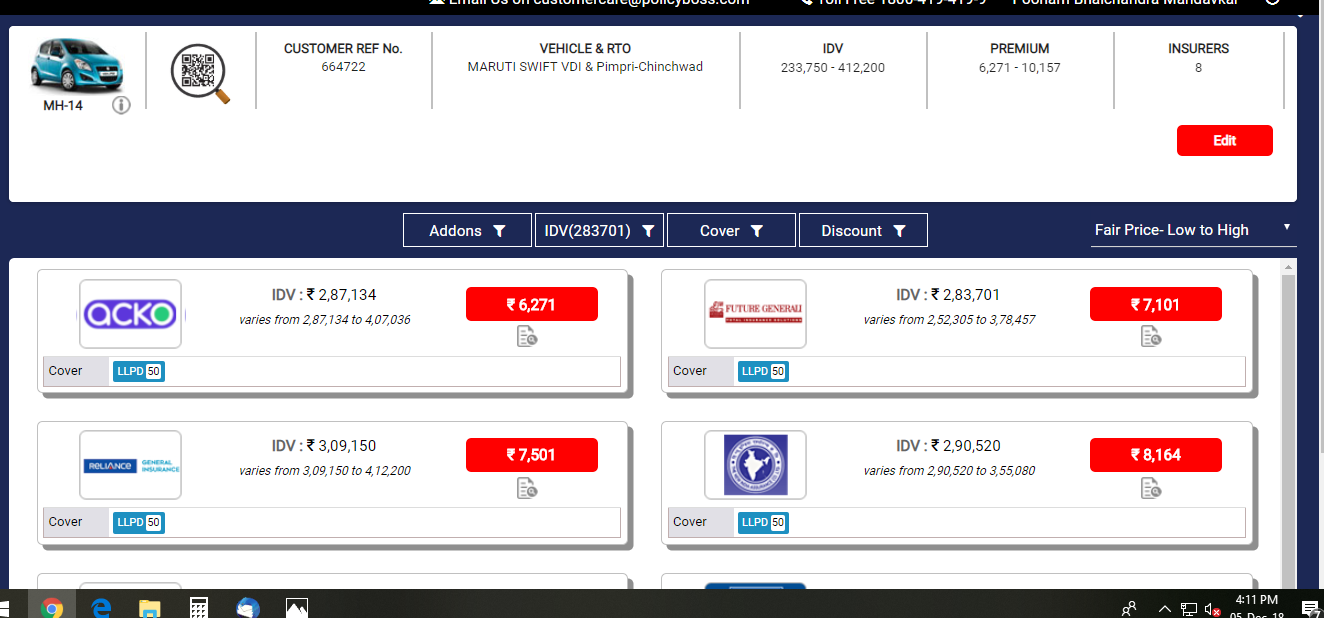 Email Us on customercare@policyboss.com
Toll Free 1800-419-419-9
Poonam Bhalchandra Mandavkar
MH-14
CUSTOMER REF No.
664722
VEHICLE & RTO
MARUTI SWIFT VDI & Pimpri-Chinchwad
IDV
233,750 - 412,200
PREMIUM
6,271 - 10,157
INSURERS
8
Edit
Addons
IDV(283701)
Cover
Discount
Fair Price- Low to High
acko
IDV : ₹ 2,87,134
varies from 2,87,134 to 4,07,036
₹ 6,271
Cover
LLPD 50
FUTURE GENERALI
TOTAL INSURANCE SOLUTIONS
IDV : ₹ 2,83,701
varies from 2,52,305 to 3,78,457
₹ 7,101
Cover
LLPD 50
RELIANCE GENERAL
INSURANCE
IDV : ₹ 3,09,150
varies from 3,09,150 to 4,12,200
₹ 7,501
Cover
LLPD 50
IDV : ₹ 2,90,520
varies from 2,90,520 to 3,55,080
₹ 8,164
Cover
LLPD 50
4:11 PM
05-Dec-18
7